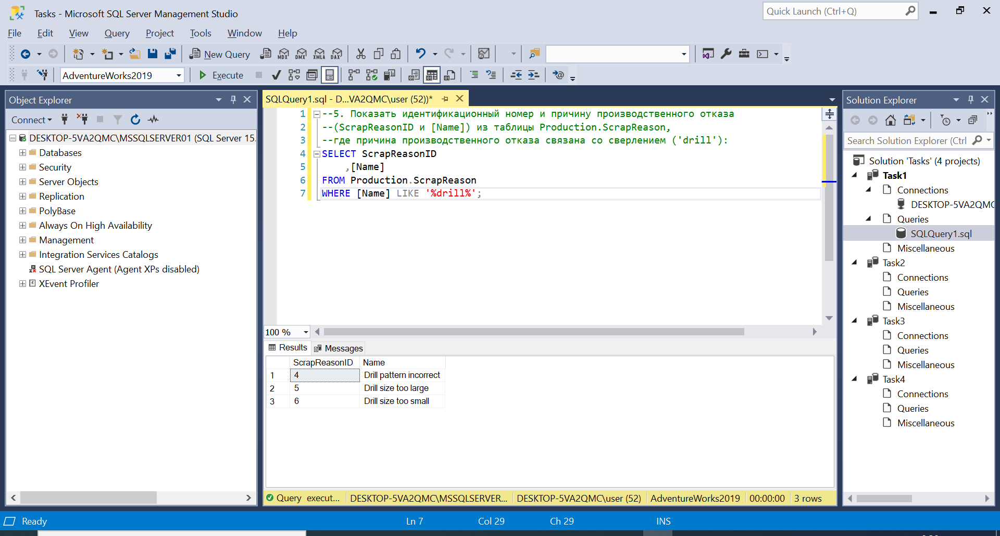 Tasks - Microsoft SQL Server Management Studio
Quick Launch (Ctrl+Q)
File Edit View Query Project Tools Window Help
New Query MDX DMX XMLA DAX
AdventureWorks2019 Execute
Object Explorer
Connect
DESKTOP-5VA2QMC\MSSQLSERVER01 (SQL Server 15.
Databases
Security
Server Objects
Replication
PolyBase
Always On High Availability
Management
Integration Services Catalogs
SQL Server Agent (Agent XPs disabled)
XEvent Profiler
SQLQuery1.sql - D...VA2QMC\user (52))*
1 --5. Показать идентификационный номер и причину производственного отказа
2 --(ScrapReasonID и [Name]) из таблицы Production.ScrapReason,
3 --где причина производственного отказа связана со сверлением ('drill'):
4 SELECT ScrapReasonID
5 ,[Name]
6 FROM Production.ScrapReason
7 WHERE [Name] LIKE '%drill%';
100 %
Results Messages
ScrapReasonID Name
1 4 Drill pattern incorrect
2 5 Drill size too large
3 6 Drill size too small
Query execut... DESKTOP-5VA2QMC\MSSQLSERVER... DESKTOP-5VA2QMC\user (52) AdventureWorks2019 00:00:00 3 rows
Solution Explorer
Search Solution Explorer (Ctrl
Solution 'Tasks' (4 projects)
Task1
Connections
DESKTOP-5VA2QMC
Queries
SQLQuery1.sql
Miscellaneous
Task2
Connections
Queries
Miscellaneous
Task3
Connections
Queries
Miscellaneous
Task4
Connections
Queries
Miscellaneous
Ready Ln 7 Col 29 Ch 29 INS